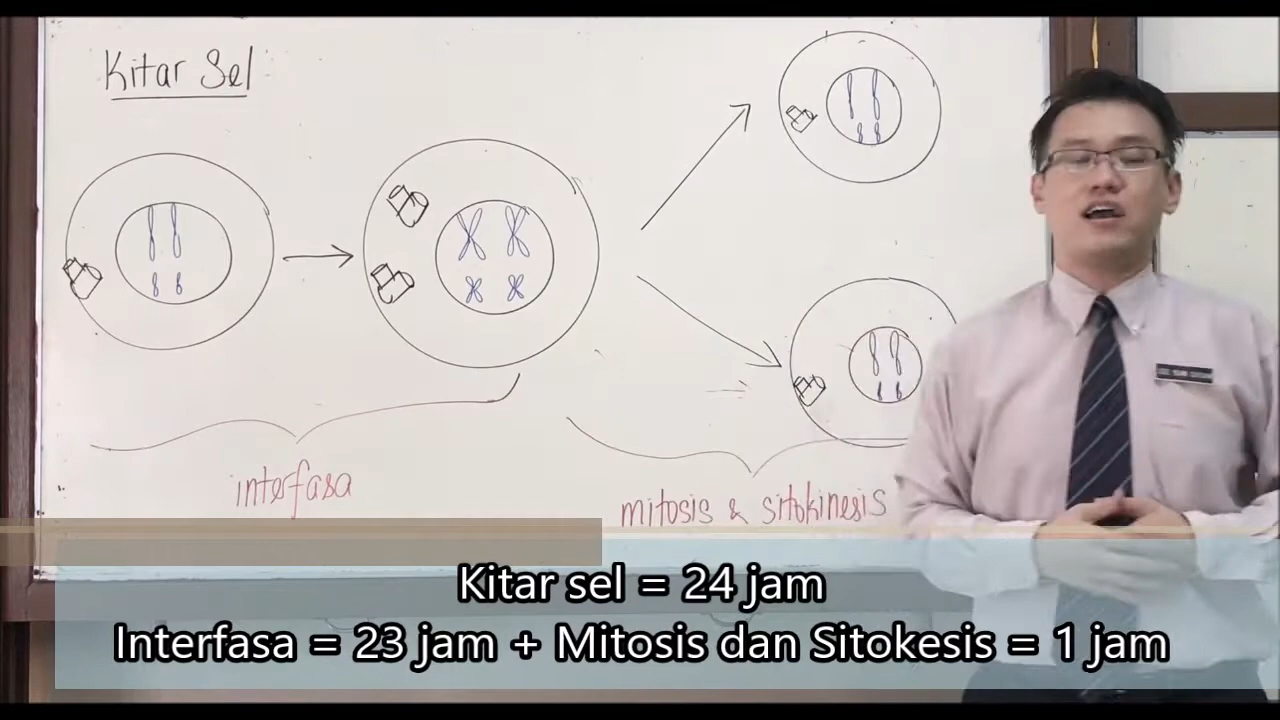 Kitar Sel
interfasa
mitosis & sitokinesis
Kitar sel = 24 jam
Interfasa = 23 jam + Mitosis dan Sitokesis = 1 jam